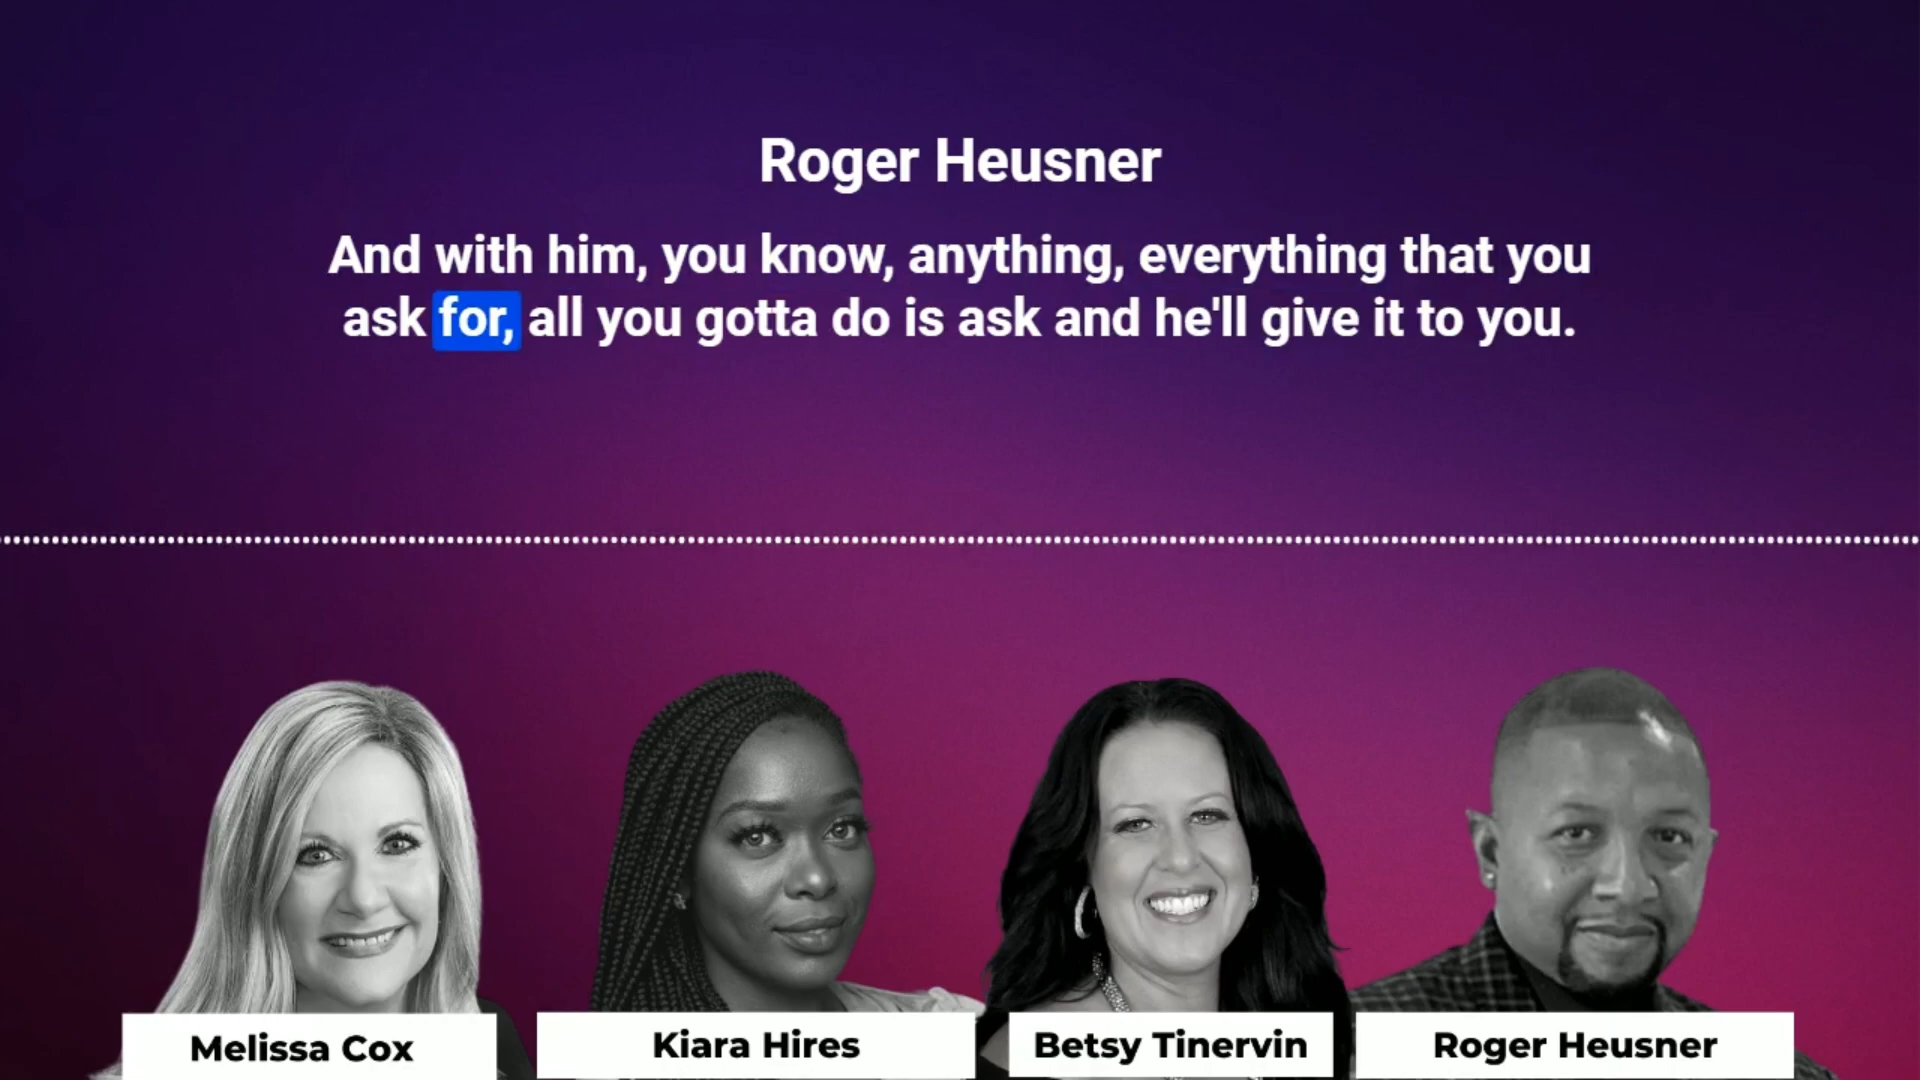 Roger Heusner
And with him, you know, anything, everything that you
ask for, all you gotta do is ask and he'll give it to you.
Melissa Cox
Kiara Hires
Betsy Tinervin
Roger Heusner